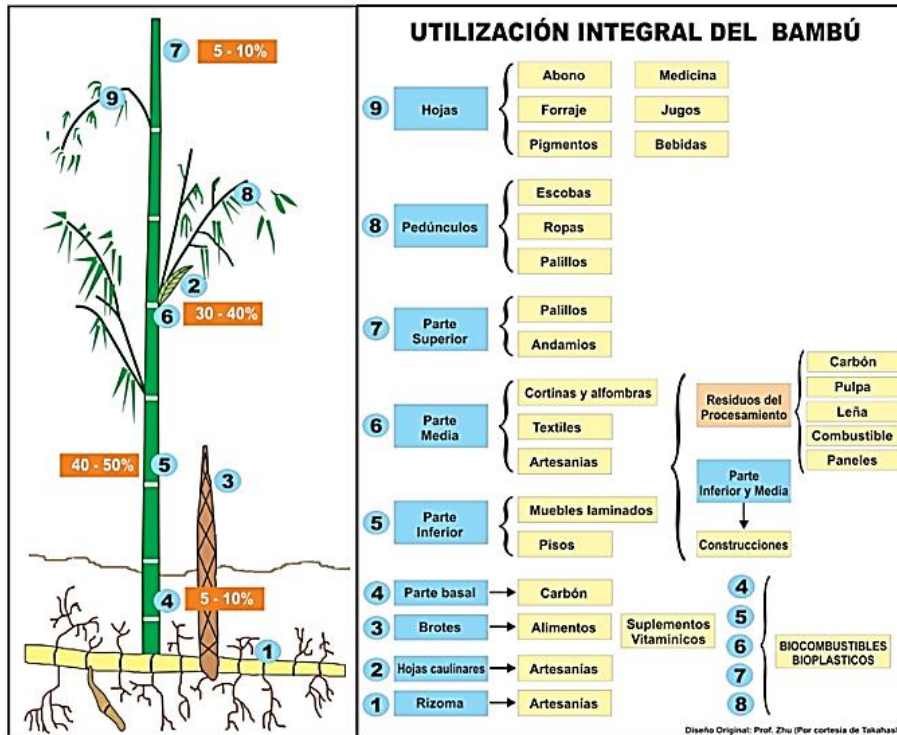 7
5 - 10%
9
8
2
6
30 - 40%
40 - 50%
5
3
4
5 - 10%
1
UTILIZACIÓN INTEGRAL DEL BAMBÚ
9
Hojas
Abono
Medicina
Forraje
Jugos
Pigmentos
Bebidas
8
Pedúnculos
Escobas
Ropas
Palillos
7
Parte
Superior
Palillos
Andamios
6
Parte
Media
Cortinas y alfombras
Textiles
Artesanias
5
Parte
Inferior
Muebles laminados
Pisos
Residuos del
Procesamiento
Carbón
Pulpa
Leña
Combustible
Paneles
Parte
Inferior y Media
Construcciones
4
Parte basal
Carbón
3
Brotes
Alimentos
Suplementos
Vitaminicos
2
Hojas caulinares
Artesanías
1
Rizoma
Artesanías
4
5
6
7
8
BIOCOMBUSTIBLES
BIOPLASTICOS
Diseño Original: Prof. Zhu (Por cortesia de Takahas